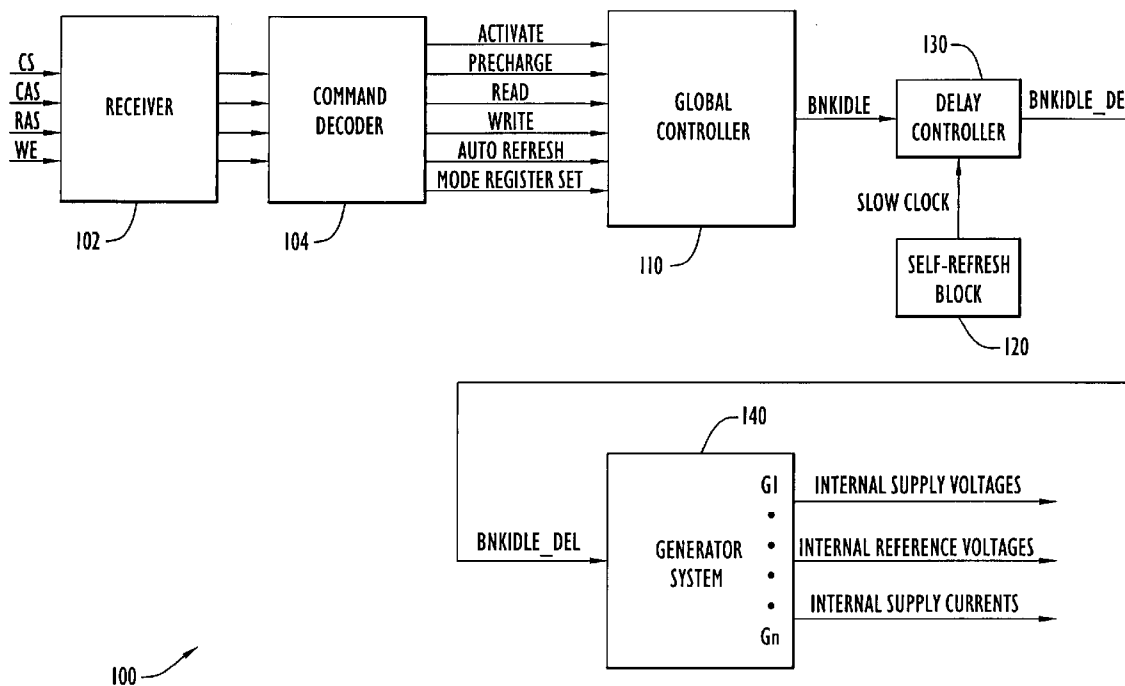 CS
CAS
RAS
WE
RECEIVER
102
COMMAND
DECODER
104
ACTIVATE
PRECHARGE
READ
WRITE
AUTO REFRESH
MODE REGISTER SET
GLOBAL
CONTROLLER
110
BNKIDLE
130
DELAY
CONTROLLER
BNKIDLE_DE
SLOW CLOCK
SELF-REFRESH
BLOCK
120
140
BNKIDLE_DEL
GENERATOR
SYSTEM
G1
Gn
INTERNAL SUPPLY VOLTAGES
INTERNAL REFERENCE VOLTAGES
INTERNAL SUPPLY CURRENTS
100